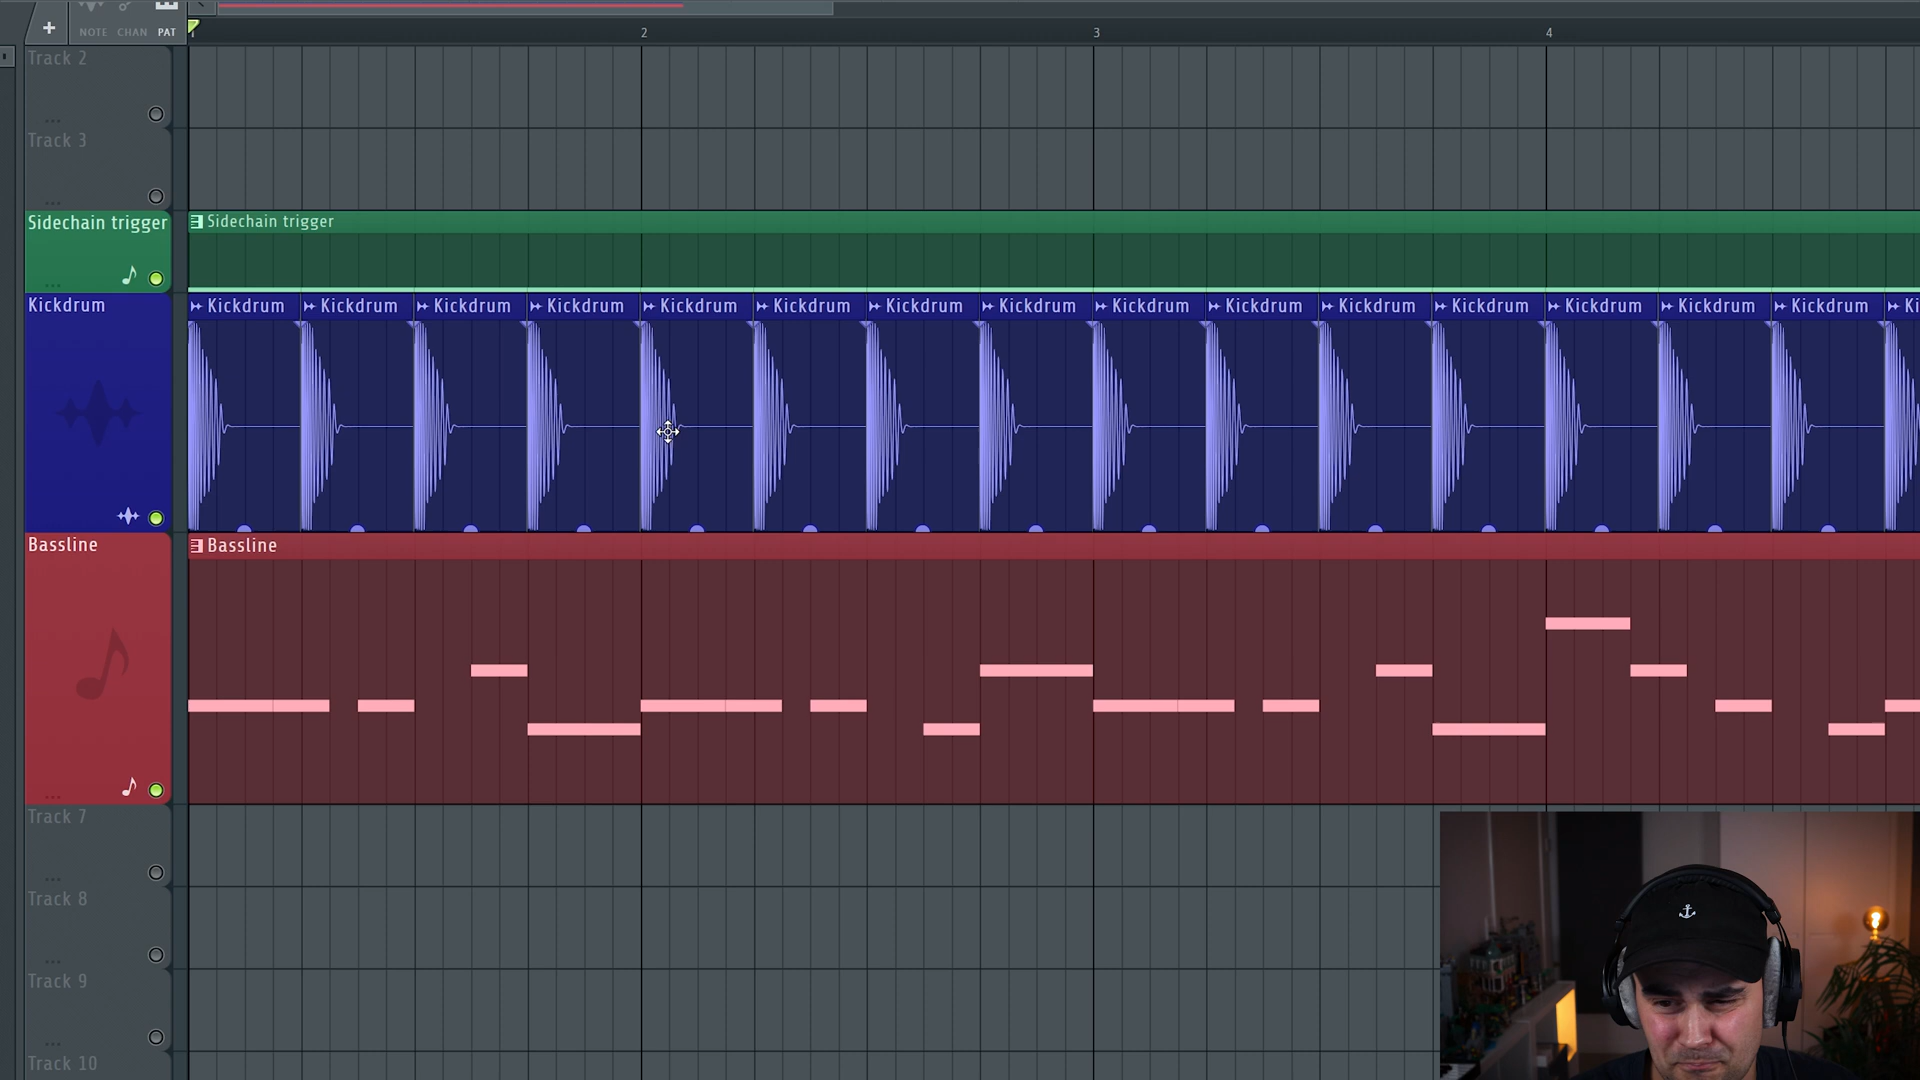 NOTE CHAN PAT
1 2 3 4
Track 2
Track 3
Sidechain trigger
Sidechain trigger
Kickdrum
Kickdrum Kickdrum Kickdrum Kickdrum Kickdrum Kickdrum Kickdrum Kickdrum Kickdrum Kickdrum Kickdrum Kickdrum Kickdrum Kickdrum Kickdrum Ki
Bassline
Bassline
Track 7
Track 8
Track 9
Track 10